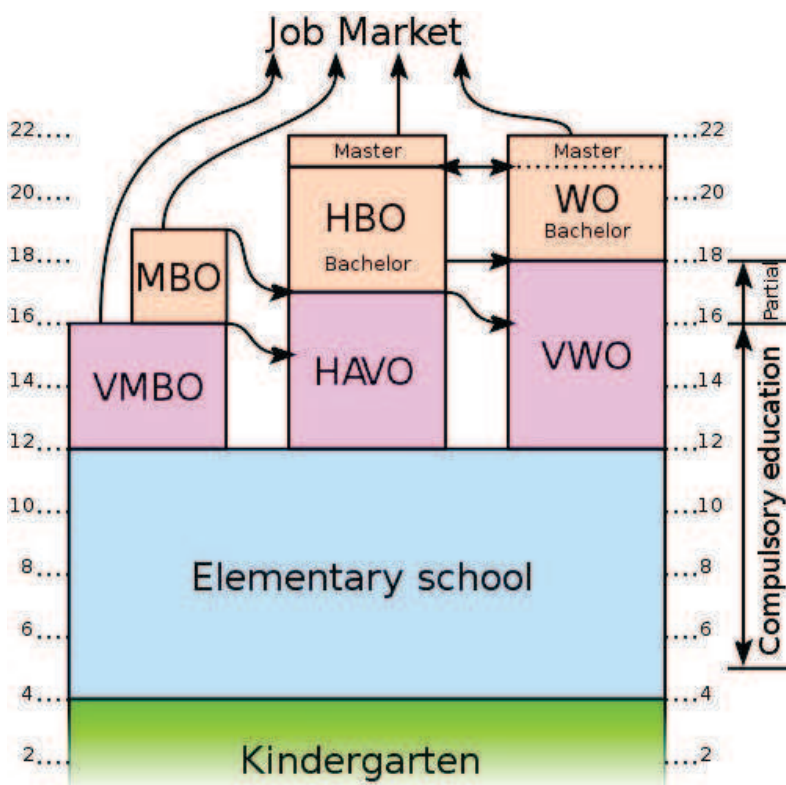 Job Market
22..... .....22
Master Master
20..... .....20
HBO WO
Bachelor
MBO Bachelor
18..... .....18
Partial
16..... .....16
VMBO HAVO VWO
14..... .....14
12..... .....12
Compulsory education
10..... .....10
Elementary school
8..... .....8
6..... .....6
4..... .....4
Kindergarten
2..... .....2